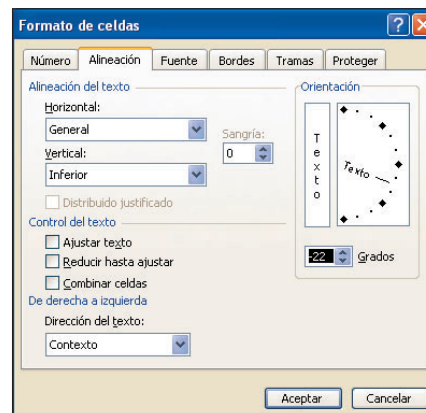 Formato de celdas
Número Alineación Fuente Bordes Tramas Proteger
Alineación del texto
Horizontal:
General
Sangría:
0
Vertical:
Inferior
Distribuido justificado
Control del texto
Ajustar texto
Reducir hasta ajustar
Combinar celdas
De derecha a izquierda
Dirección del texto:
Contexto
Orientación
Texto
Texto
-22 Grados
Aceptar Cancelar